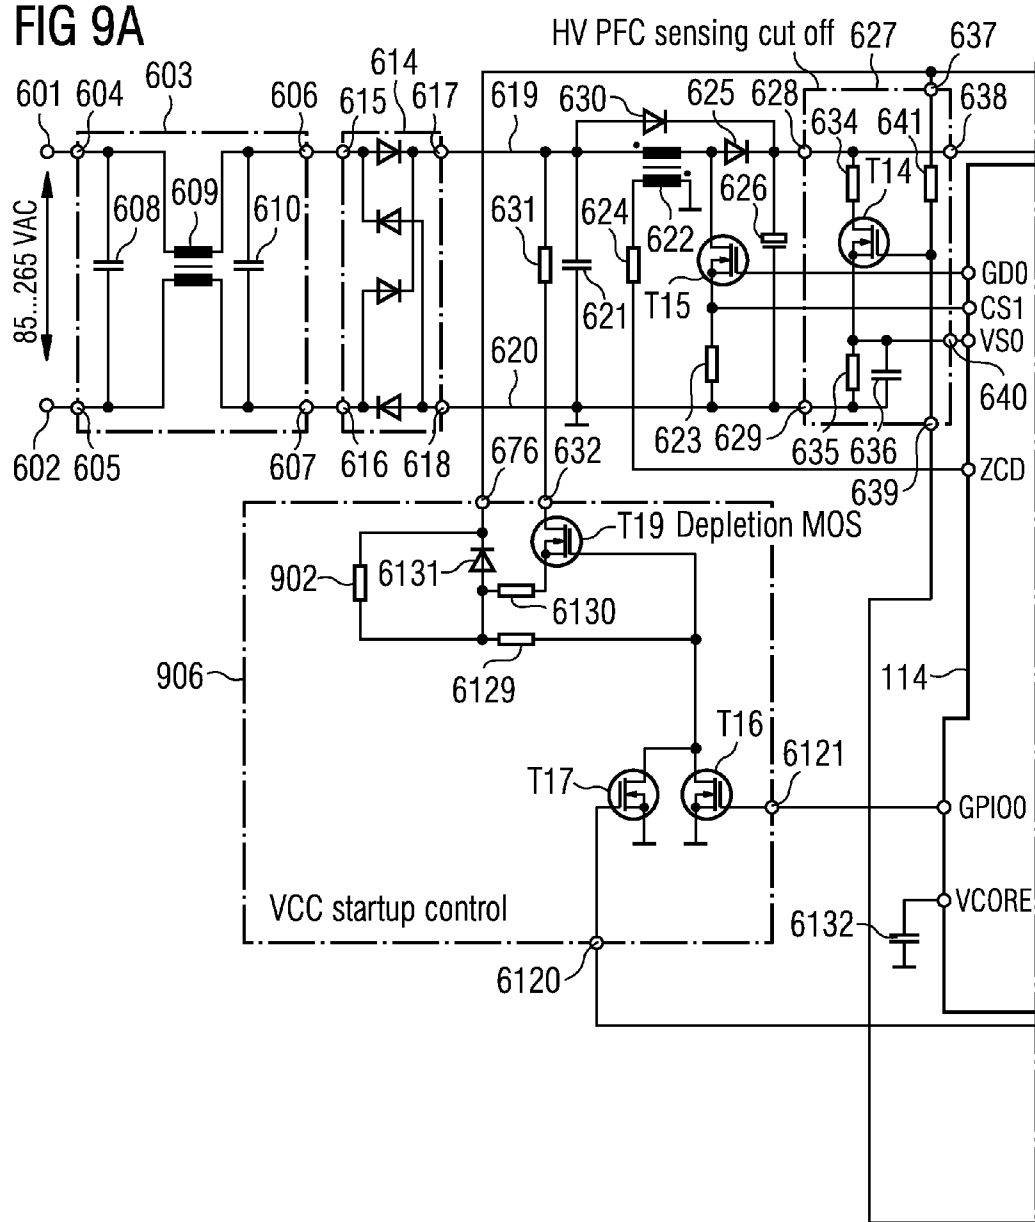 FIG 9A
HV PFC sensing cut off 627 637
614
601 604 603 606 615 617 619 630 625 628 638
634 641
T14
85...265 VAC
608 609 610
631 624 622 626
621 T15
GD0
CS1
VS0
620
640
602 605 607 616 618 676 632 623 629 635 636
639
ZCD
T19 Depletion MOS
902 6131
6130
906
6129
114
T17 T16 6121
GPIO0
VCC startup control
VCORE
6132
6120